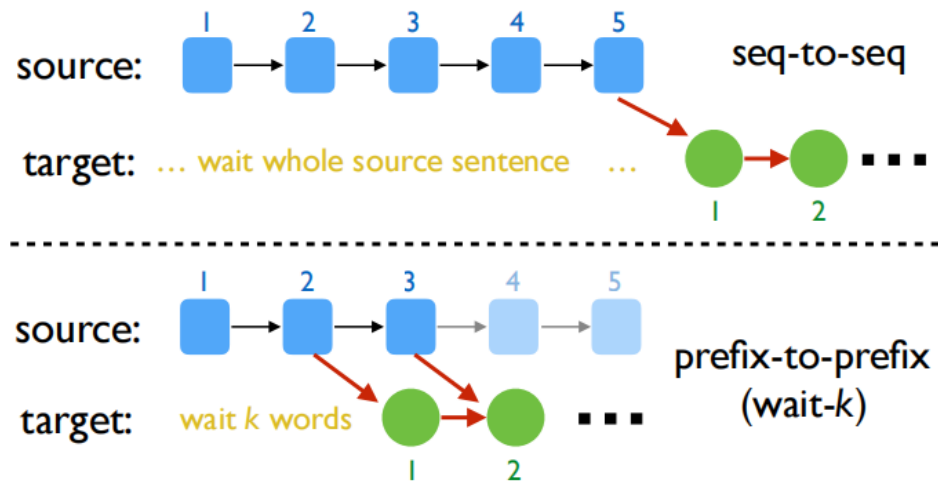 1 2 3 4 5
source: seq-to-seq
target: ... wait whole source sentence ...
1 2
1 2 3 4 5
source:
prefix-to-prefix
(wait-k)
target: wait k words
1 2